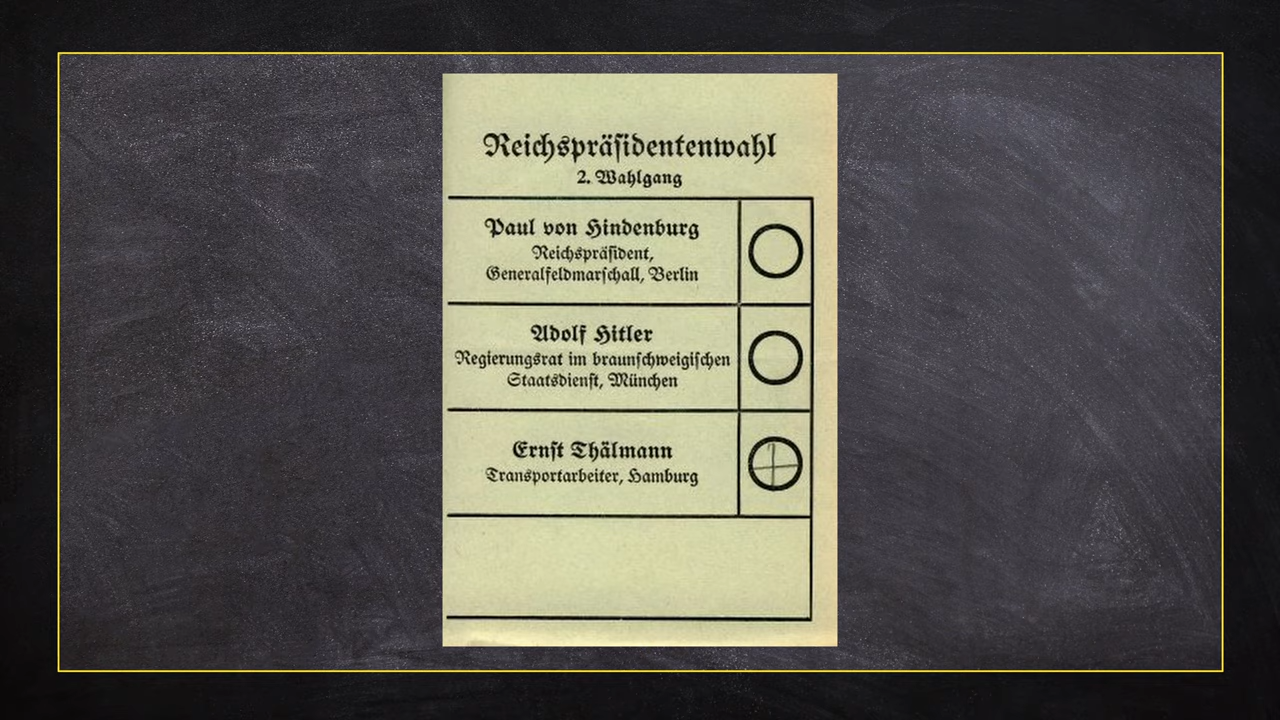 Reichspräsidentenwahl
2. Wahlgang
Paul von Hindenburg
Reichspräsident,
Generalfeldmarschall, Berlin
Adolf Hitler
Regierungsrat im braunschweigischen
Staatsdienst, München
Ernst Thälmann
Transportarbeiter, Hamburg